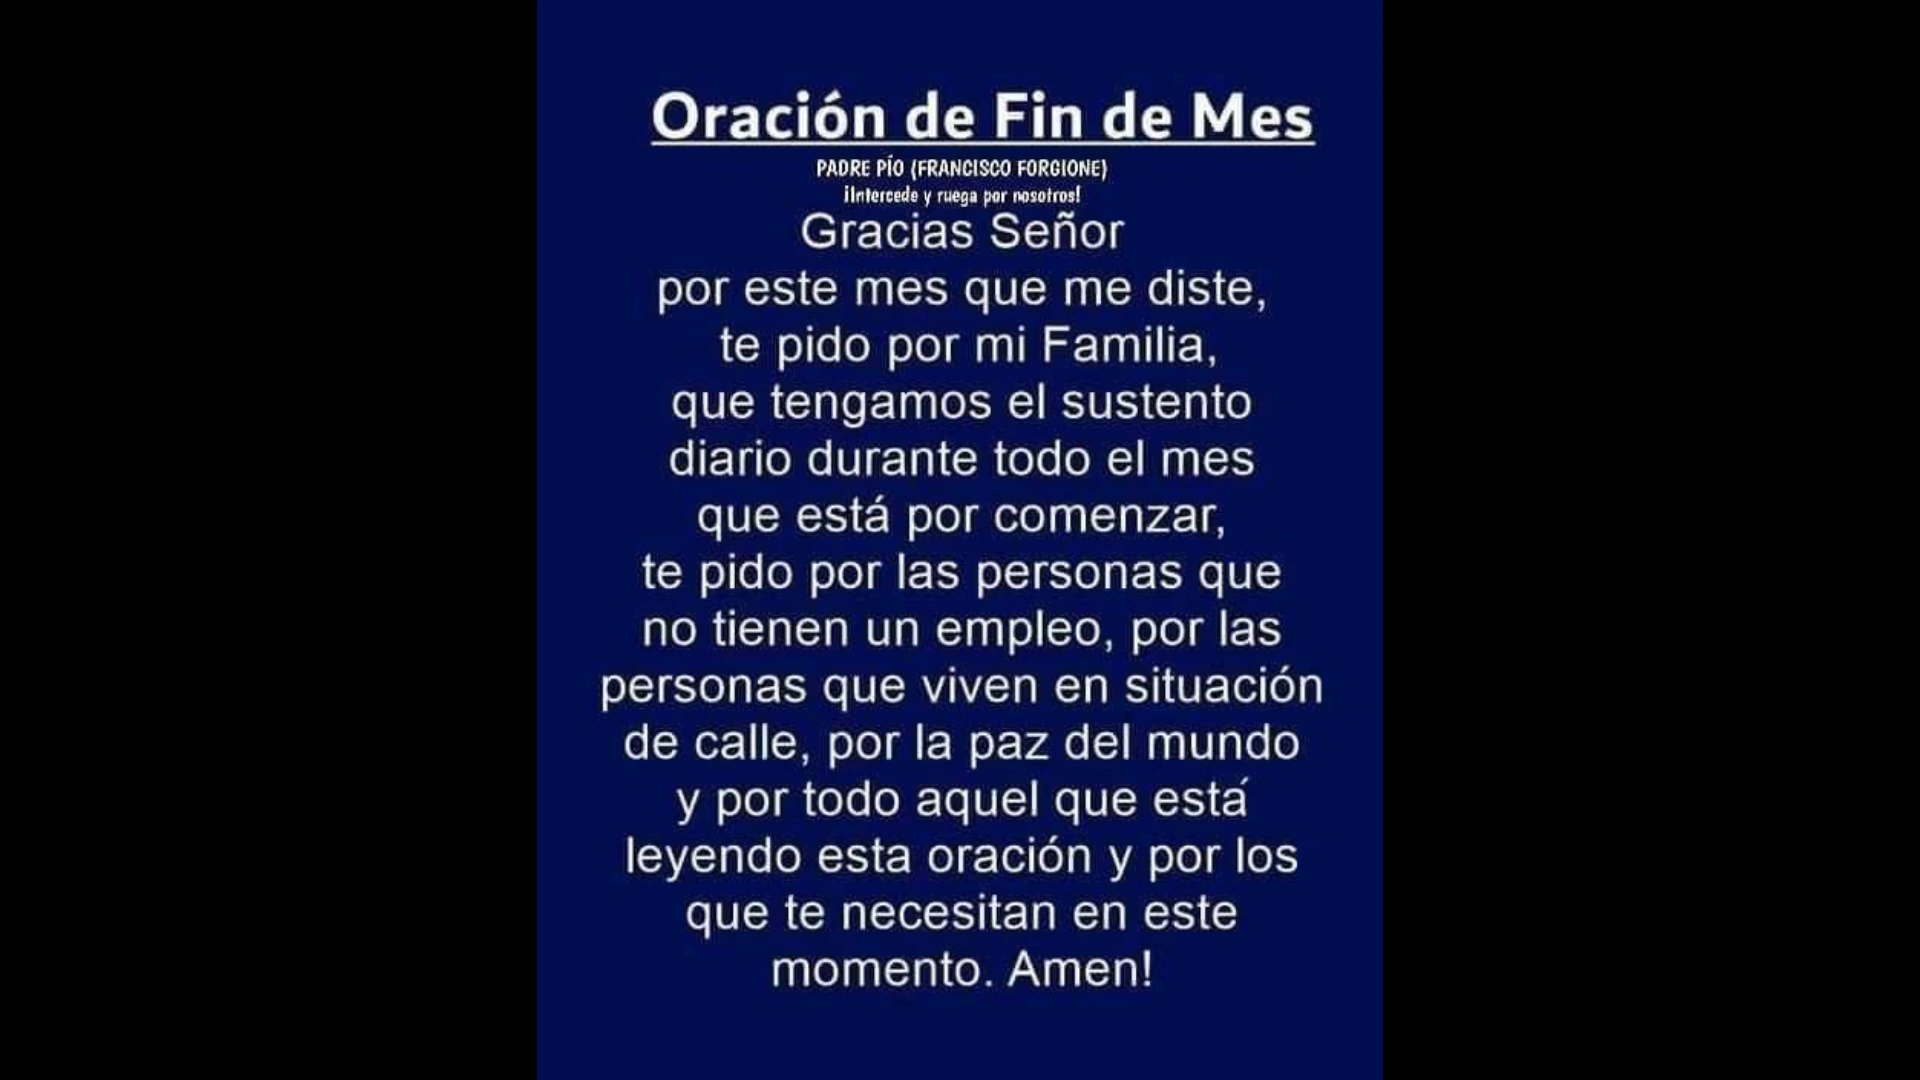 Oración de Fin de Mes
PADRE PÍO (FRANCISCO FORGIONE)
¡Intercede y ruega por nosotros!
Gracias Señor
por este mes que me diste,
te pido por mi Familia,
que tengamos el sustento
diario durante todo el mes
que está por comenzar,
te pido por las personas que
no tienen un empleo, por las
personas que viven en situación
de calle, por la paz del mundo
y por todo aquel que está
leyendo esta oración y por los
que te necesitan en este
momento. Amen!